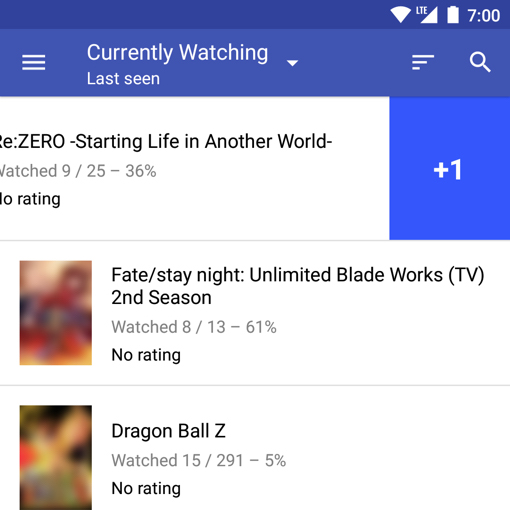 LTE 7:00
Currently Watching
Last seen
Re:ZERO -Starting Life in Another World-
Watched 9 / 25 – 36%
No rating
+1
Fate/stay night: Unlimited Blade Works (TV)
2nd Season
Watched 8 / 13 – 61%
No rating
Dragon Ball Z
Watched 15 / 291 – 5%
No rating